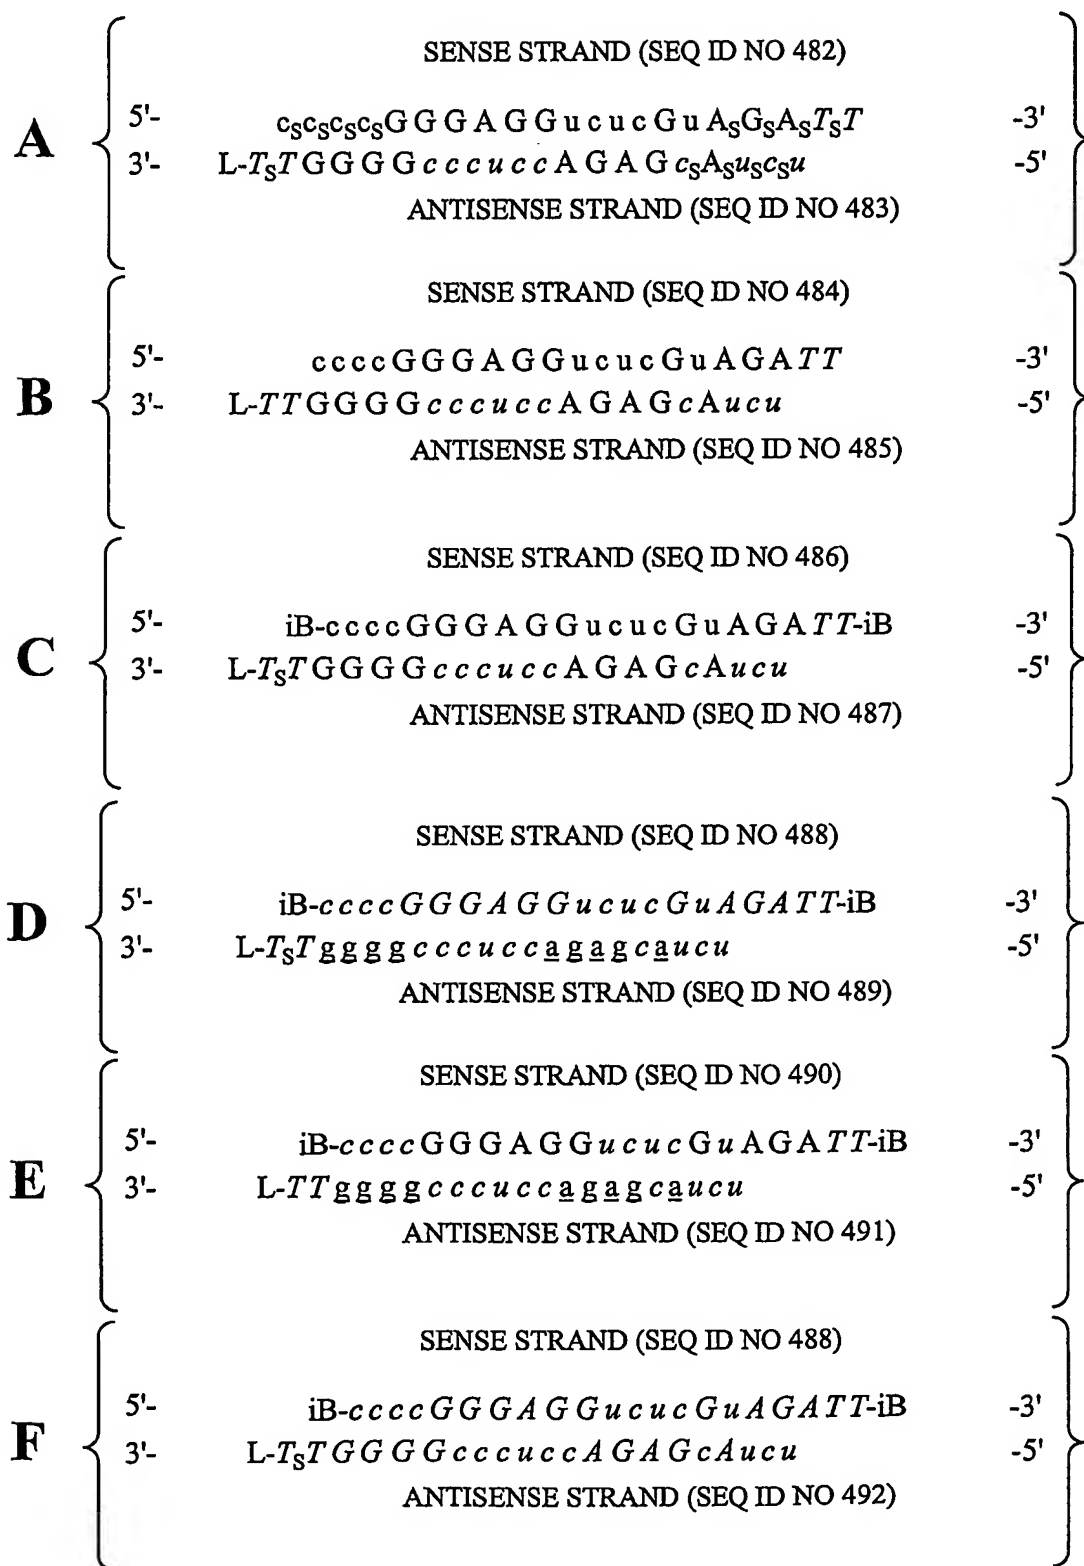 SENSE STRAND (SEQ ID NO 482)
A
5'- cScScScSGGGAGGucucGuASGSASTST -3'
3'- L-TSTGGGGcccuccAGAGcSASuScSu -5'
ANTISENSE STRAND (SEQ ID NO 483)
SENSE STRAND (SEQ ID NO 484)
B
5'- ccccGGGAGGucucGuAGATT -3'
3'- L-TTGGGGcccuccAGAGcAucu -5'
ANTISENSE STRAND (SEQ ID NO 485)
SENSE STRAND (SEQ ID NO 486)
C
5'- iB-ccccGGGAGGucucGuAGATT-iB -3'
3'- L-TSTGGGGcccuccAGAGcAucu -5'
ANTISENSE STRAND (SEQ ID NO 487)
SENSE STRAND (SEQ ID NO 488)
D
5'- iB-ccccGGGAGGucucGuAGATT-iB -3'
3'- L-TSTggggcccuccagagcaucu -5'
ANTISENSE STRAND (SEQ ID NO 489)
SENSE STRAND (SEQ ID NO 490)
E
5'- iB-ccccGGGAGGucucGuAGATT-iB -3'
3'- L-TTggggcccuccagagcaucu -5'
ANTISENSE STRAND (SEQ ID NO 491)
SENSE STRAND (SEQ ID NO 488)
F
5'- iB-ccccGGGAGGucucGuAGATT-iB -3'
3'- L-TSTGGGGcccuccAGAGcAucu -5'
ANTISENSE STRAND (SEQ ID NO 492)